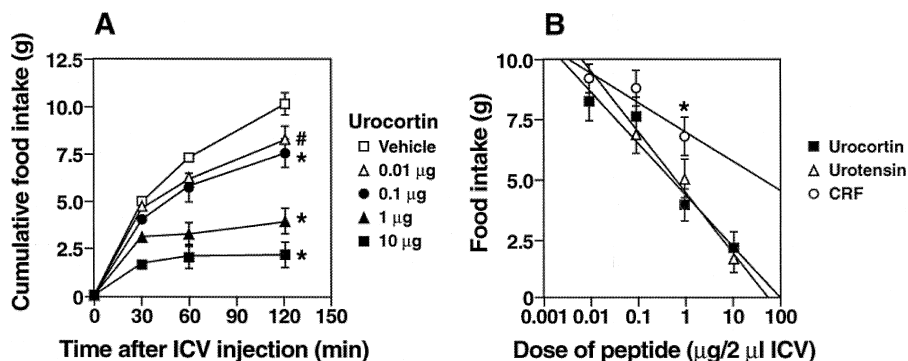 A
Cumulative food intake (g)
12.5
10.0
7.5
5.0
2.5
0
0 30 60 90 120 150
Time after ICV injection (min)
#
*
*
*
Urocortin
Vehicle
0.01 µg
0.1 µg
1 µg
10 µg
B
Food intake (g)
10.0
7.5
5.0
2.5
0
0.001 0.01 0.1 1 10 100
Dose of peptide (µg/2 µl ICV)
*
Urocortin
Urotensin
CRF